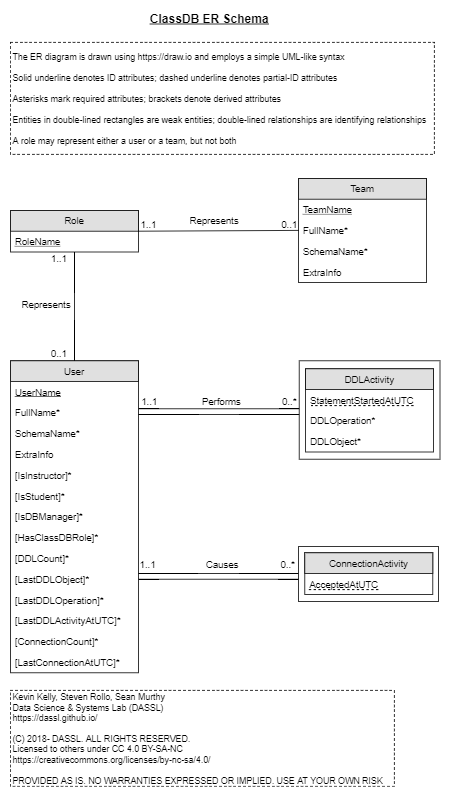 ClassDB ER Schema
The ER diagram is drawn using https://draw.io and employs a simple UML-like syntax
Solid underline denotes ID attributes; dashed underline denotes partial-ID attributes
Asterisks mark required attributes; brackets denote derived attributes
Entities in double-lined rectangles are weak entities; double-lined relationships are identifying relationships
A role may represent either a user or a team, but not both
Team
TeamName
FullName*
SchemaName*
ExtraInfo
Role
RoleName
1..1
Represents
0..1
1..1
Represents
0..1
User
UserName
FullName*
SchemaName*
ExtraInfo
[IsInstructor]*
[IsStudent]*
[IsDBManager]*
[HasClassDBRole]*
[DDLCount]*
[LastDDLObject]*
[LastDDLOperation]*
[LastDDLActivityAtUTC]*
[ConnectionCount]*
[LastConnectionAtUTC]*
1..1
Performs
0..*
DDLActivity
StatementStartedAtUTC
DDLOperation*
DDLObject*
1..1
Causes
0..*
ConnectionActivity
AcceptedAtUTC
Kevin Kelly, Steven Rollo, Sean Murthy
Data Science & Systems Lab (DASSL)
https://dassl.github.io/
(C) 2018- DASSL. ALL RIGHTS RESERVED.
Licensed to others under CC 4.0 BY-SA-NC
https://creativecommons.org/licenses/by-nc-sa/4.0/
PROVIDED AS IS. NO WARRANTIES EXPRESSED OR IMPLIED. USE AT YOUR OWN RISK